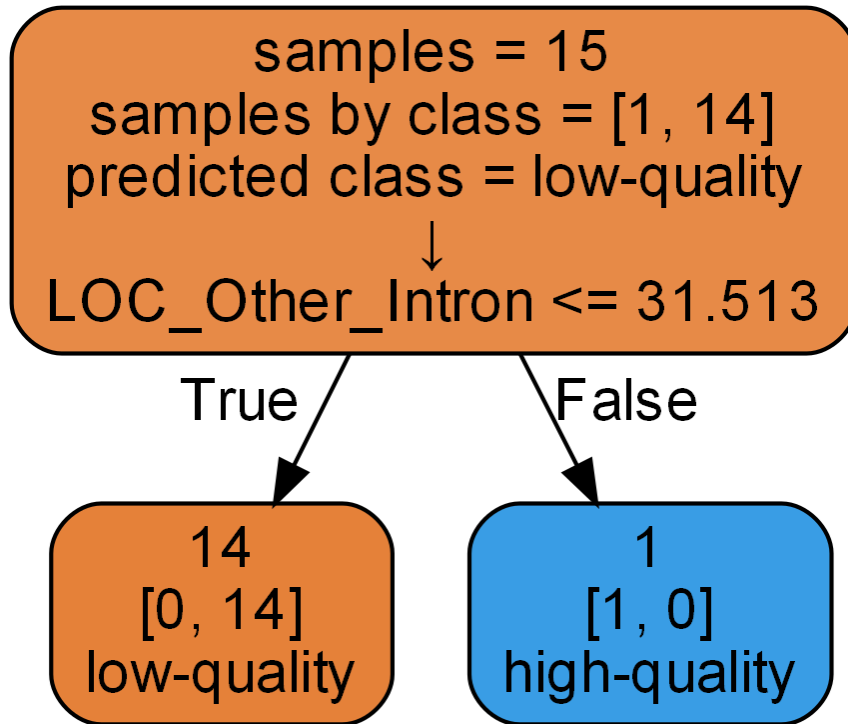 samples = 15
samples by class = [1, 14]
predicted class = low-quality
↓
LOC_Other_Intron <= 31.513
True
False
14
[0, 14]
low-quality
1
[1, 0]
high-quality